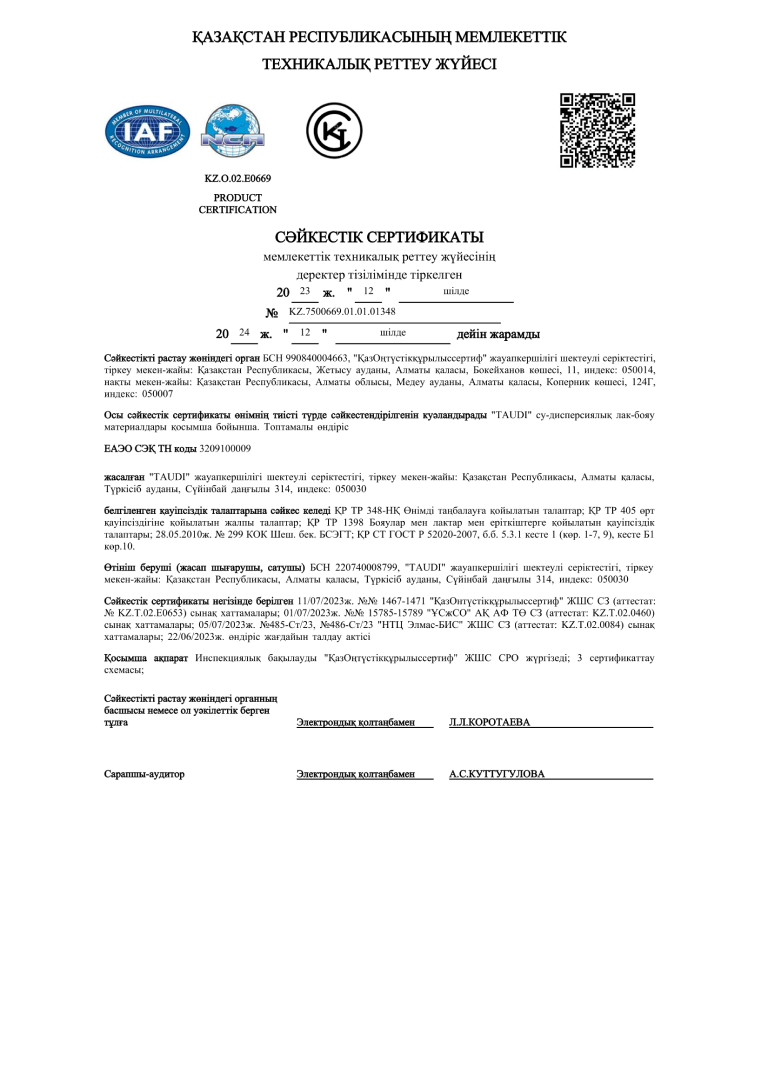 ҚАЗАҚСТАН РЕСПУБЛИКАСЫНЫҢ МЕМЛЕКЕТТІК
ТЕХНИКАЛЫҚ РЕТТЕУ ЖҮЙЕСІ
MEMBER OF MULTILATERAL
IAF
RECOGNITION ARRANGEMENT
NCA
KZ.O.02.E0669
PRODUCT
CERTIFICATION
СӘЙКЕСТІК СЕРТИФИКАТЫ
мемлекеттік техникалық реттеу жүйесінің
деректер тізілімінде тіркелген
20 23 ж. " 12 " шілде
№ KZ.7500669.01.01.01348
20 24 ж. " 12 " шілде дейін жарамды
Сәйкестікті растау жөніндегі орган БСН 990840004663, "ҚазОңтүстікқұрылыссертиф" жауапкершілігі шектеулі серіктестігі,
тіркеу мекен-жайы: Қазақстан Республикасы, Жетысу ауданы, Алматы қаласы, Бокейханов көшесі, 11, индекс: 050014,
нақты мекен-жайы: Қазақстан Республикасы, Алматы облысы, Медеу ауданы, Алматы қаласы, Коперник көшесі, 124Г,
индекс: 050007
Осы сәйкестік сертификаты өнімнің тиісті түрде сәйкестендірілгенін куәландырады "TAUDI" су-дисперсиялық лак-бояу
материалдары қосымша бойынша. Топтамалы өндіріс
ЕАЭО СЭҚ ТН коды 3209100009
жасалған "TAUDI" жауапкершілігі шектеулі серіктестігі, тіркеу мекен-жайы: Қазақстан Республикасы, Алматы қаласы,
Түрксіб ауданы, Сүйінбай даңғылы 314, индекс: 050030
белгіленген қауіпсіздік талаптарына сәйкес келеді ҚР ТР 348-НҚ Өнімді таңбалауға қойылатын талаптар; ҚР ТР 405 өрт
қауіпсіздігіне қойылатын жалпы талаптар; ҚР ТР 1398 Бояулар мен лактар мен еріткіштерге қойылатын қауіпсіздік
талаптары; 28.05.2010ж. № 299 КОК Шеш. бек. БСЭГТ; ҚР СТ ГОСТ Р 52020-2007, б.б. 5.3.1 кесте 1 (көр. 1-7, 9), кесте Б1
көр.10.
Өтініш беруші (жасап шығарушы, сатушы) БСН 220740008799, "TAUDI" жауапкершілігі шектеулі серіктестігі, тіркеу
мекен-жайы: Қазақстан Республикасы, Алматы қаласы, Түркісіб ауданы, Сүйінбай даңғылы 314, индекс: 050030
Сәйкестік сертификаты негізінде берілген 11/07/2023ж. №№ 1467-1471 "ҚазОңтүстікқұрылыссертиф" ЖШС СЗ (аттестат:
№ KZ.T.02.E0653) сынақ хаттамалары; 01/07/2023ж. №№ 15785-15789 "ҰСжСО" АҚ АФ ТӨ СЗ (аттестат: KZ.T.02.0460)
сынақ хаттамалары; 05/07/2023ж. №485-Ст/23, №486-Ст/23 "НТЦ Элмас-БИС" ЖШС СЗ (аттестат: KZ.T.02.0084) сынақ
хаттамалары; 22/06/2023ж. өндіріс жағдайын талдау актісі
Қосымша ақпарат Инспекциялық бақылауды "ҚазОңтүстікқұрылыссертиф" ЖШС СРО жүргізеді; 3 сертификаттау
схемасы;
Сәйкестікті растау жөніндегі органның
басшысы немесе ол уәкілеттік берген
тұлға Электрондық қолтаңбамен Л.Л.КОРОТАЕВА
Сарапшы-аудитор Электрондық қолтаңбамен А.С.КУТТУГУЛОВА